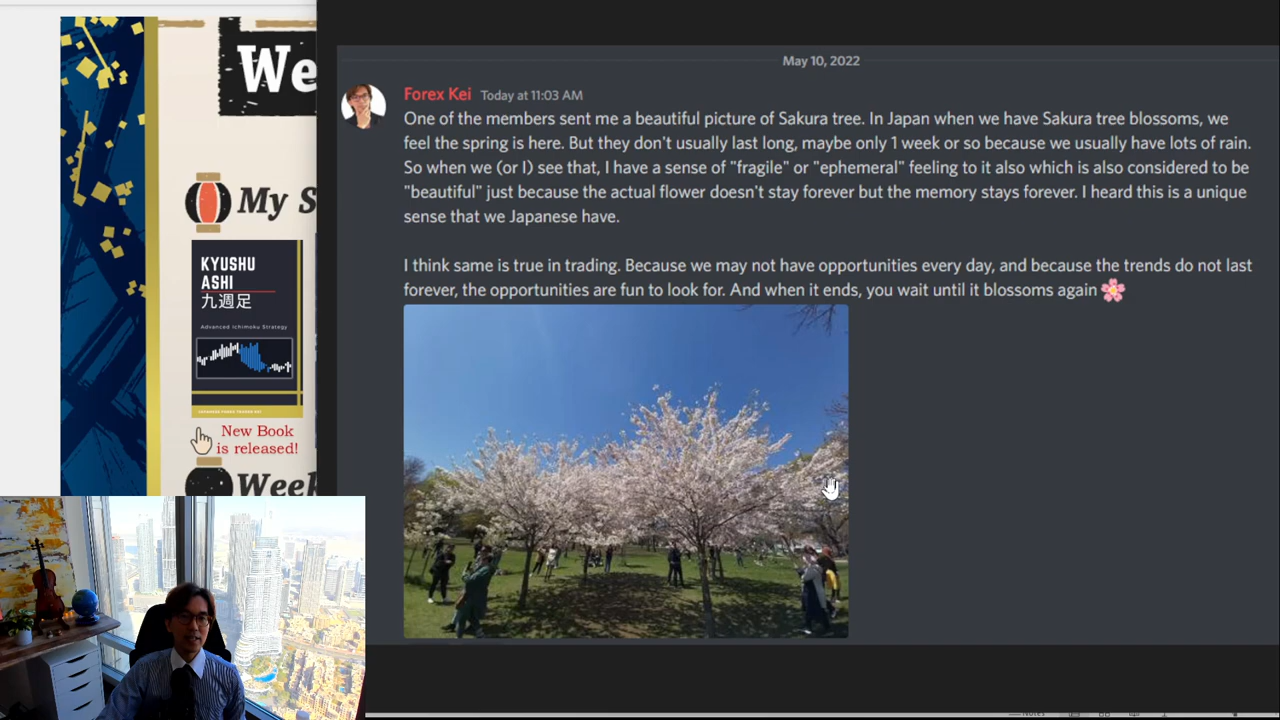 We
My S
KYUSHU
ASHI
九週足
Advanced Ichimoku Strategy
JAPANESE FOREX TRADER KEI
New Book
is released!
Week
May 10, 2022
Forex Kei Today at 11:03 AM
One of the members sent me a beautiful picture of Sakura tree. In Japan when we have Sakura tree blossoms, we
feel the spring is here. But they don't usually last long, maybe only 1 week or so because we usually have lots of rain.
So when we (or I) see that, I have a sense of "fragile" or "ephemeral" feeling to it also which is also considered to be
"beautiful" just because the actual flower doesn't stay forever but the memory stays forever. I heard this is a unique
sense that we Japanese have.
I think same is true in trading. Because we may not have opportunities every day, and because the trends do not last
forever, the opportunities are fun to look for. And when it ends, you wait until it blossoms again 🌸
Notes